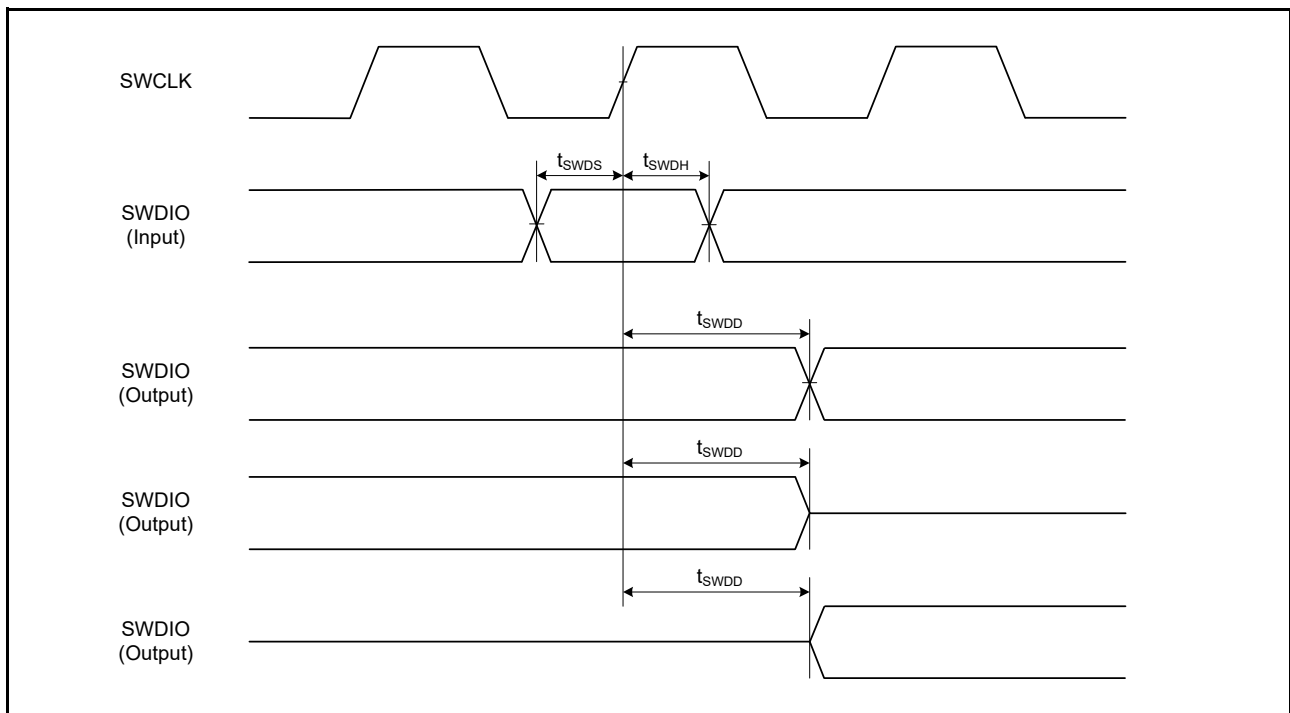 SWCLK
tSWDS
tSWDH
SWDIO
(Input)
tSWDD
SWDIO
(Output)
tSWDD
SWDIO
(Output)
tSWDD
SWDIO
(Output)